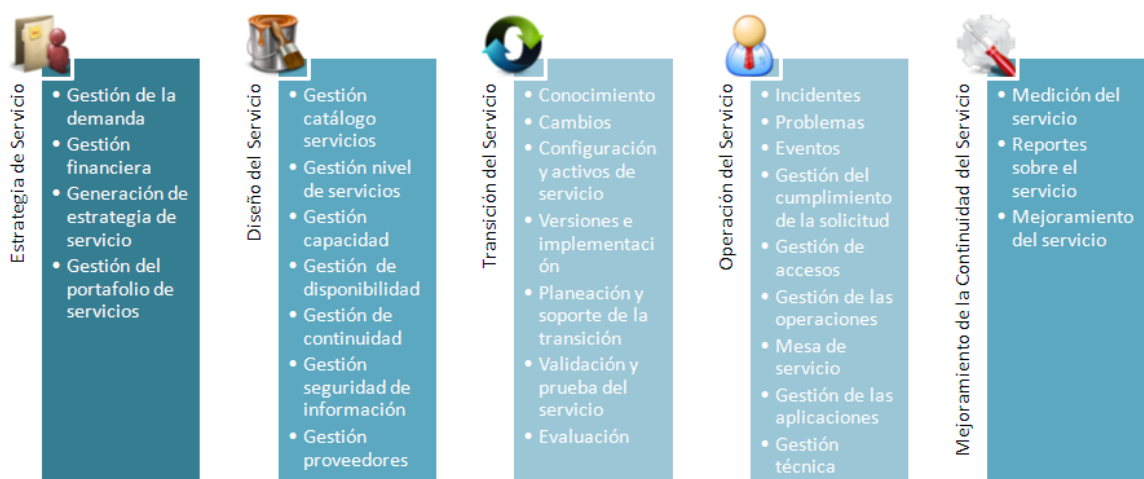 Estrategia de Servicio
• Gestión de la
demanda
• Gestión
financiera
• Generación de
estrategia de
servicio
• Gestión del
portafolio de
servicios
Diseño del Servicio
• Gestión
catálogo
servicios
• Gestión nivel
de servicios
• Gestión
capacidad
• Gestión de
disponibilidad
• Gestión de
continuidad
• Gestión
seguridad de
información
• Gestión
proveedores
Transición del Servicio
• Conocimiento
• Cambios
• Configuración
y activos de
servicio
• Versiones e
implementaci
ón
• Planeación y
soporte de la
transición
• Validación y
prueba del
servicio
• Evaluación
Operación del Servicio
• Incidentes
• Problemas
• Eventos
• Gestión del
cumplimiento
de la solicitud
• Gestión de
accesos
• Gestión de las
operaciones
• Mesa de
servicio
• Gestión de las
aplicaciones
• Gestión
técnica
Mejoramiento de la Continuidad del Servicio
• Medición del
servicio
• Reportes
sobre el
servicio
• Mejoramiento
del servicio